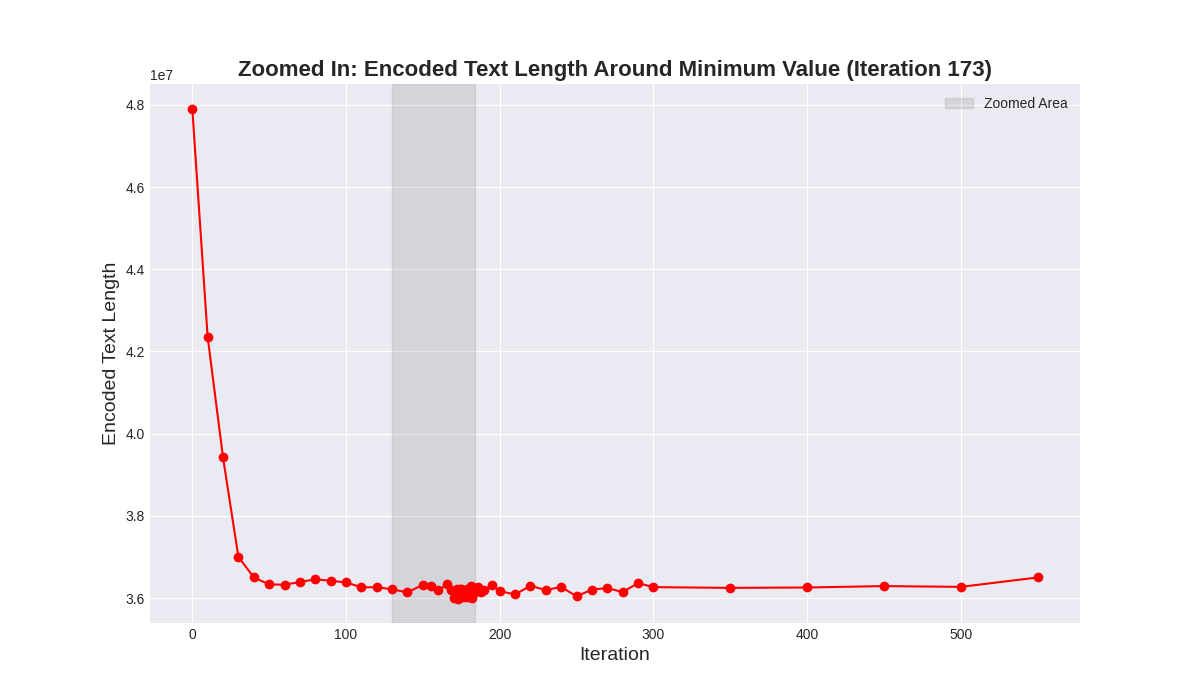 Zoomed In: Encoded Text Length Around Minimum Value (Iteration 173)
1e7
Zoomed Area
4.8
4.6
4.4
4.2
4.0
3.8
3.6
Encoded Text Length
0 100 200 300 400 500
Iteration